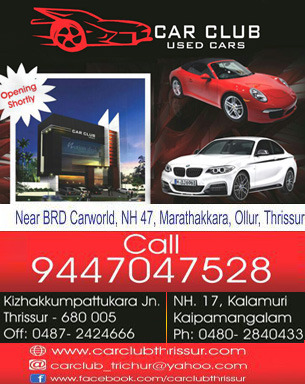 CAR CLUB
USED CARS
Opening
Shortly
CAR CLUB
Near BRD Carworld, NH 47, Marathakkara, Ollur, Thrissur
Call
9447047528
Kizhakkumpattukara Jn.
Thrissur - 680 005
Off: 0487- 2424666
NH. 17, Kalamuri
Kaipamangalam
Ph: 0480- 2840433
www.carclubthrissur.com
carclub_trichur@yahoo.com
www.facebook.com/carclubthrissur